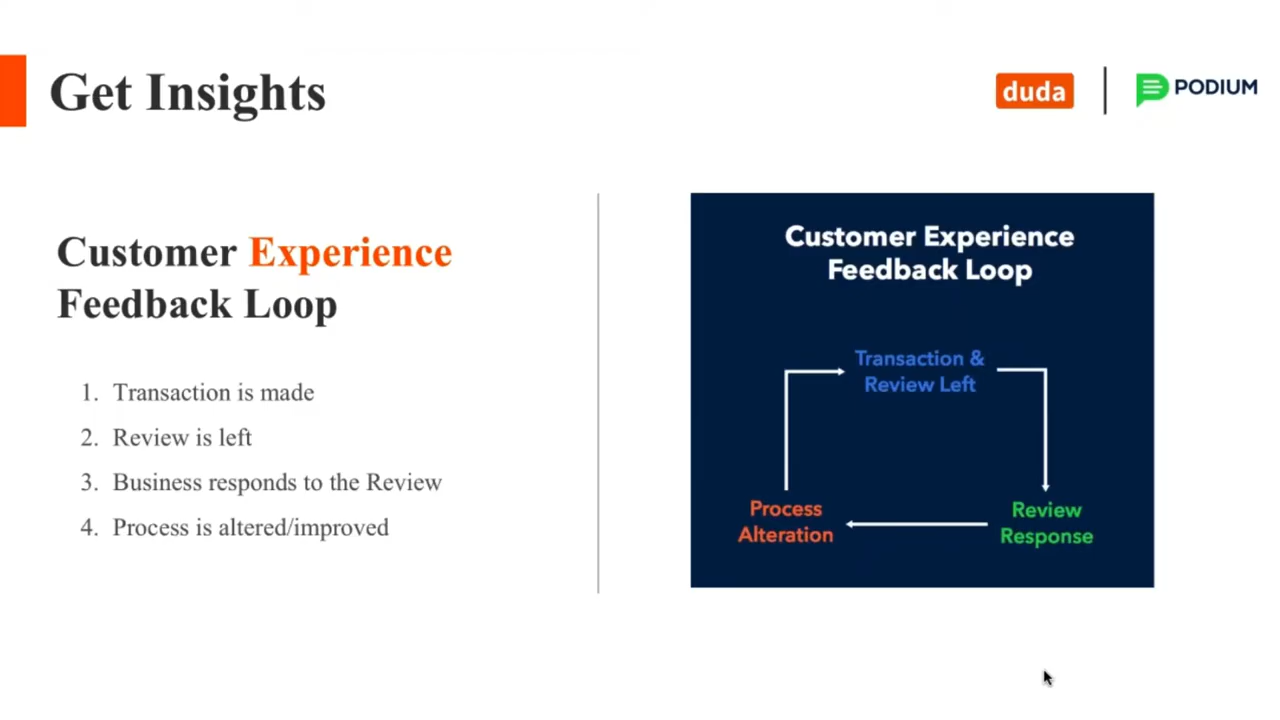 Get Insights
duda
PODIUM
Customer Experience
Feedback Loop
1. Transaction is made
2. Review is left
3. Business responds to the Review
4. Process is altered/improved
Customer Experience
Feedback Loop
Transaction &
Review Left
Process
Alteration
Review
Response